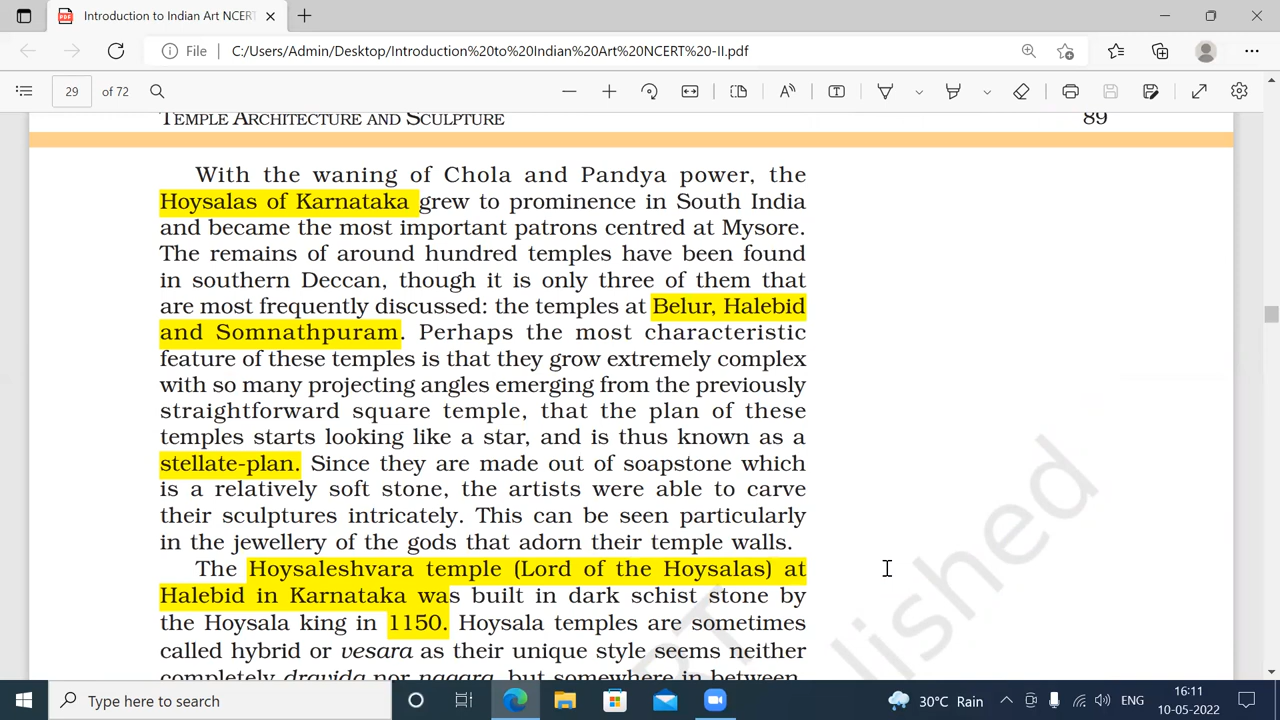 Introduction to Indian Art NCERT
File C:/Users/Admin/Desktop/Introduction%20to%20Indian%20Art%20NCERT%20-II.pdf
29 of 72
TEMPLE ARCHITECTURE AND SCULPTURE 89
With the waning of Chola and Pandya power, the
Hoysalas of Karnataka grew to prominence in South India
and became the most important patrons centred at Mysore.
The remains of around hundred temples have been found
in southern Deccan, though it is only three of them that
are most frequently discussed: the temples at Belur, Halebid
and Somnathpuram. Perhaps the most characteristic
feature of these temples is that they grow extremely complex
with so many projecting angles emerging from the previously
straightforward square temple, that the plan of these
temples starts looking like a star, and is thus known as a
stellate-plan. Since they are made out of soapstone which
is a relatively soft stone, the artists were able to carve
their sculptures intricately. This can be seen particularly
in the jewellery of the gods that adorn their temple walls.
The Hoysaleshvara temple (Lord of the Hoysalas) at
Halebid in Karnataka was built in dark schist stone by
the Hoysala king in 1150. Hoysala temples are sometimes
called hybrid or vesara as their unique style seems neither
completely dravida nor nagara, but somewhere in between.
lished
Type here to search
30°C Rain
ENG
16:11
10-05-2022